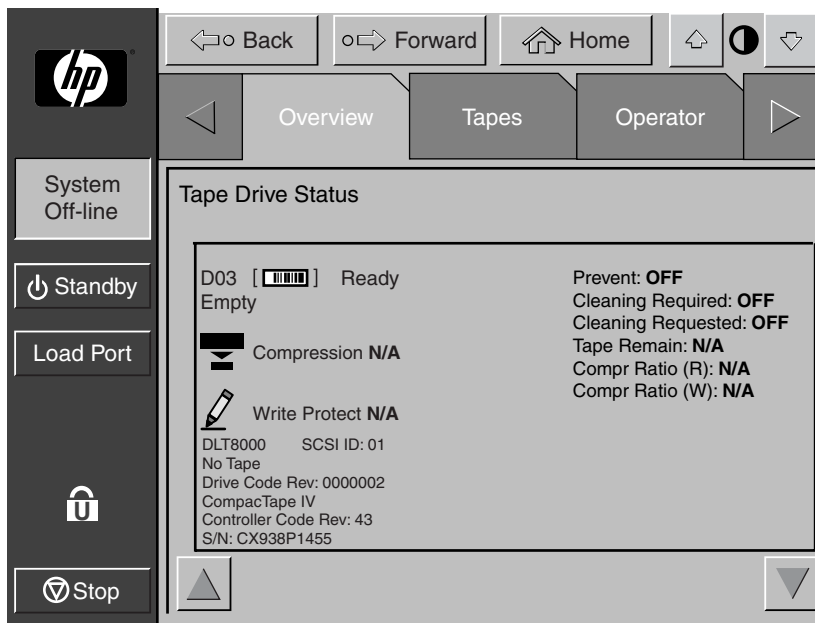 hp
Back
Forward
Home
Overview
Tapes
Operator
System
Off-line
Standby
Load Port
U
Stop
Tape Drive Status
D03 [ ] Ready
Empty
Compression N/A
Write Protect N/A
DLT8000 SCSI ID: 01
No Tape
Drive Code Rev: 0000002
CompacTape IV
Controller Code Rev: 43
S/N: CX938P1455
Prevent: OFF
Cleaning Required: OFF
Cleaning Requested: OFF
Tape Remain: N/A
Compr Ratio (R): N/A
Compr Ratio (W): N/A